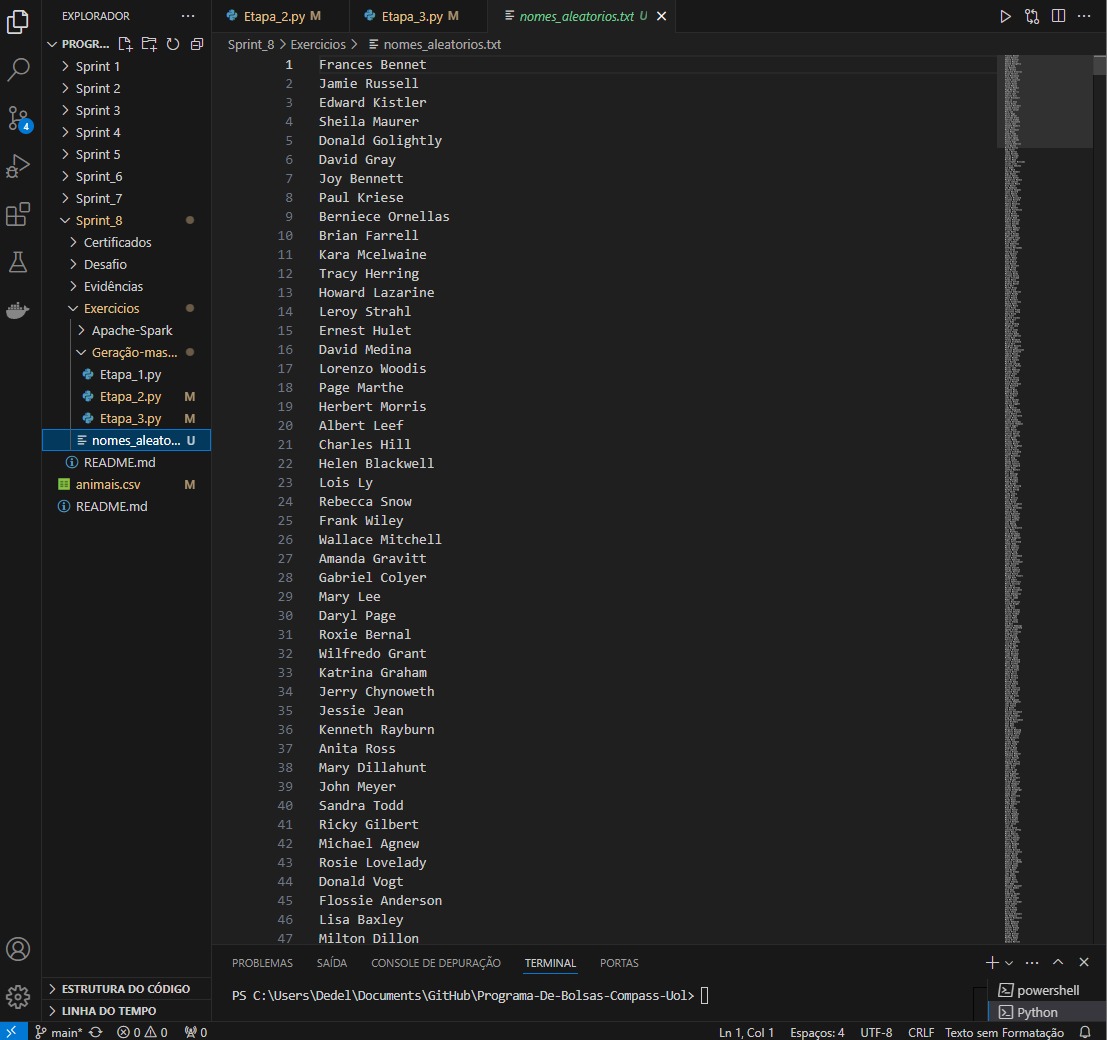 EXPLORADOR
PROGR...
Sprint 1
Sprint 2
Sprint 3
Sprint 4
Sprint 5
Sprint_6
Sprint_7
Sprint_8
Certificados
Desafio
Evidências
Exercicios
Apache-Spark
Geração-mas...
Etapa_1.py
Etapa_2.py M
Etapa_3.py M
nomes_aleato... U
README.md
animais.csv M
README.md
ESTRUTURA DO CÓDIGO
LINHA DO TEMPO
4
Etapa_2.py M
Etapa_3.py M
nomes_aleatorios.txt U
Sprint_8 > Exercicios > nomes_aleatorios.txt
1 Frances Bennet
2 Jamie Russell
3 Edward Kistler
4 Sheila Maurer
5 Donald Golightly
6 David Gray
7 Joy Bennett
8 Paul Kriese
9 Berniece Ornellas
10 Brian Farrell
11 Kara Mcelwaine
12 Tracy Herring
13 Howard Lazarine
14 Leroy Strahl
15 Ernest Hulet
16 David Medina
17 Lorenzo Woodis
18 Page Marthe
19 Herbert Morris
20 Albert Leef
21 Charles Hill
22 Helen Blackwell
23 Lois Ly
24 Rebecca Snow
25 Frank Wiley
26 Wallace Mitchell
27 Amanda Gravitt
28 Gabriel Colyer
29 Mary Lee
30 Daryl Page
31 Roxie Bernal
32 Wilfredo Grant
33 Katrina Graham
34 Jerry Chynoweth
35 Jessie Jean
36 Kenneth Rayburn
37 Anita Ross
38 Mary Dillahunt
39 John Meyer
40 Sandra Todd
41 Ricky Gilbert
42 Michael Agnew
43 Rosie Lovelady
44 Donald Vogt
45 Flossie Anderson
46 Lisa Baxley
47 Milton Dillon
PROBLEMAS SAÍDA CONSOLE DE DEPURAÇÃO TERMINAL PORTAS
PS C:\Users\Dedel\Documents\GitHub\Programa-De-Bolsas-Compass-Uol>
powershell
Python
main* 0 0 0 Ln 1, Col 1 Espaços: 4 UTF-8 CRLF Texto sem Formatação